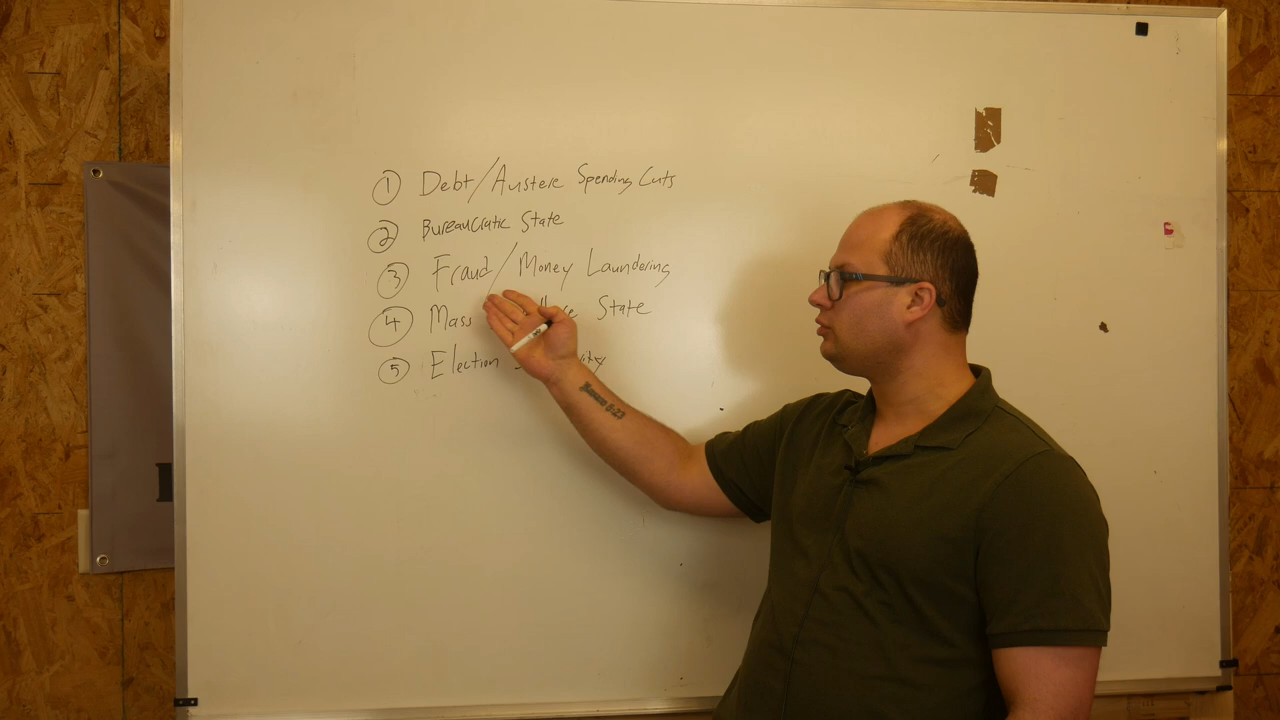 ① Debt/Austere Spending Cuts
② Bureaucratic State
③ Fraud/Money Laundering
④ Mass State
⑤ Election